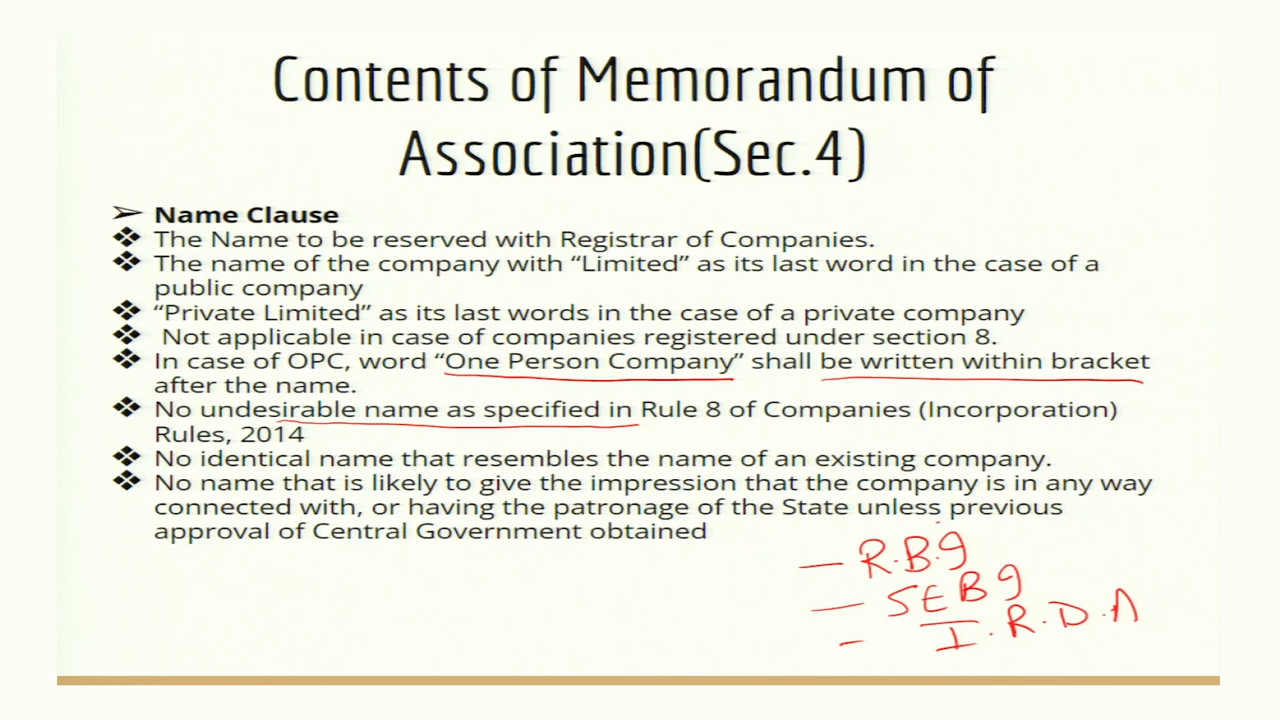 Contents of Memorandum of
Association(Sec.4)
➢ Name Clause
❖ The Name to be reserved with Registrar of Companies.
❖ The name of the company with “Limited” as its last word in the case of a
public company
❖ “Private Limited” as its last words in the case of a private company
❖ Not applicable in case of companies registered under section 8.
❖ In case of OPC, word “One Person Company” shall be written within bracket
after the name.
❖ No undesirable name as specified in Rule 8 of Companies (Incorporation)
Rules, 2014
❖ No identical name that resembles the name of an existing company.
❖ No name that is likely to give the impression that the company is in any way
connected with, or having the patronage of the State unless previous
approval of Central Government obtained
— R.B.I
— SEBI
- I.R.D.A